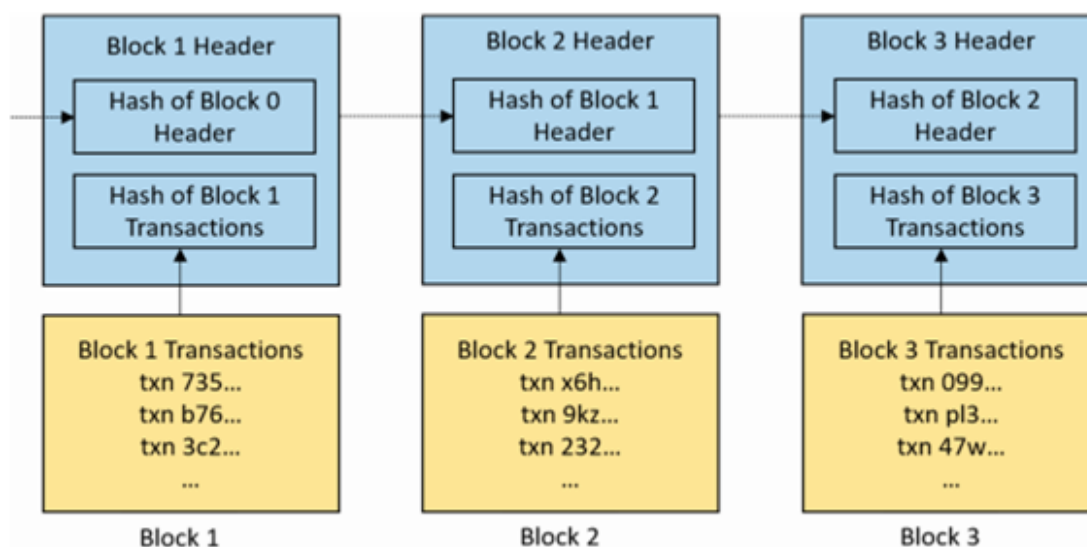 Block 1 Header
Hash of Block 0
Header
Hash of Block 1
Transactions
Block 1 Transactions
txn 735...
txn b76...
txn 3c2...
...
Block 1
Block 2 Header
Hash of Block 1
Header
Hash of Block 2
Transactions
Block 2 Transactions
txn x6h...
txn 9kz...
txn 232...
...
Block 2
Block 3 Header
Hash of Block 2
Header
Hash of Block 3
Transactions
Block 3 Transactions
txn 099...
txn pl3...
txn 47w...
...
Block 3